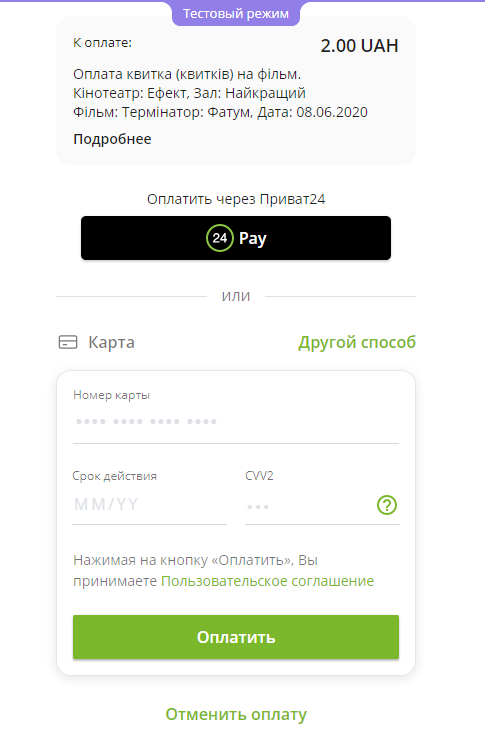 Тестовый режим
К оплате:
2.00 UAH
Оплата квитка (квитків) на фільм.
Кінотеатр: Ефект, Зал: Найкращий
Фільм: Термінатор: Фатум, Дата: 08.06.2020
Подробнее
Оплатить через Приват24
24 Pay
ИЛИ
Карта
Другой способ
Номер карты
•••• •••• •••• ••••
Срок действия
CVV2
MM/YY
•••
?
Нажимая на кнопку «Оплатить», Вы
принимаете Пользовательское соглашение
Оплатить
Отменить оплату